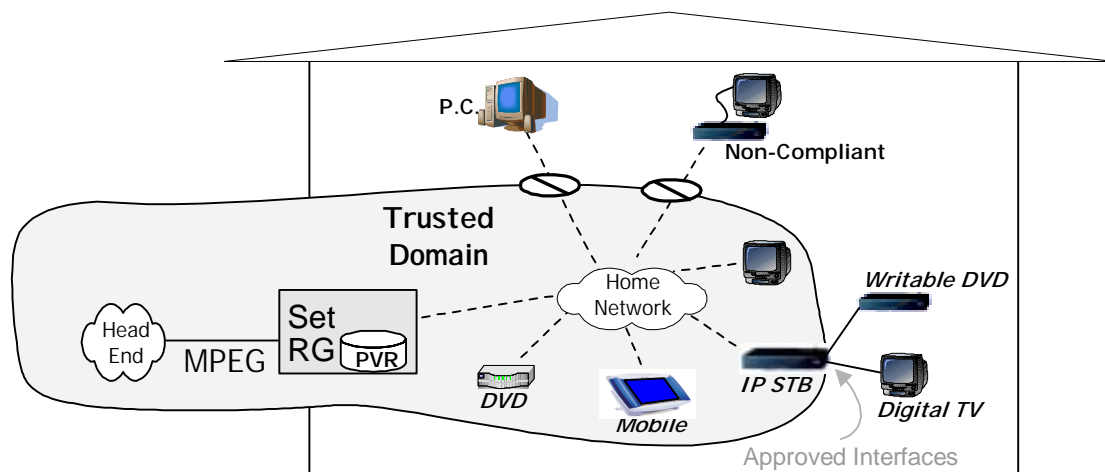 P.C.
Non-Compliant
Trusted
Domain
Home
Network
Writable DVD
Head
End
MPEG
Set
RG
PVR
DVD
Mobile
IP STB
Digital TV
Approved Interfaces